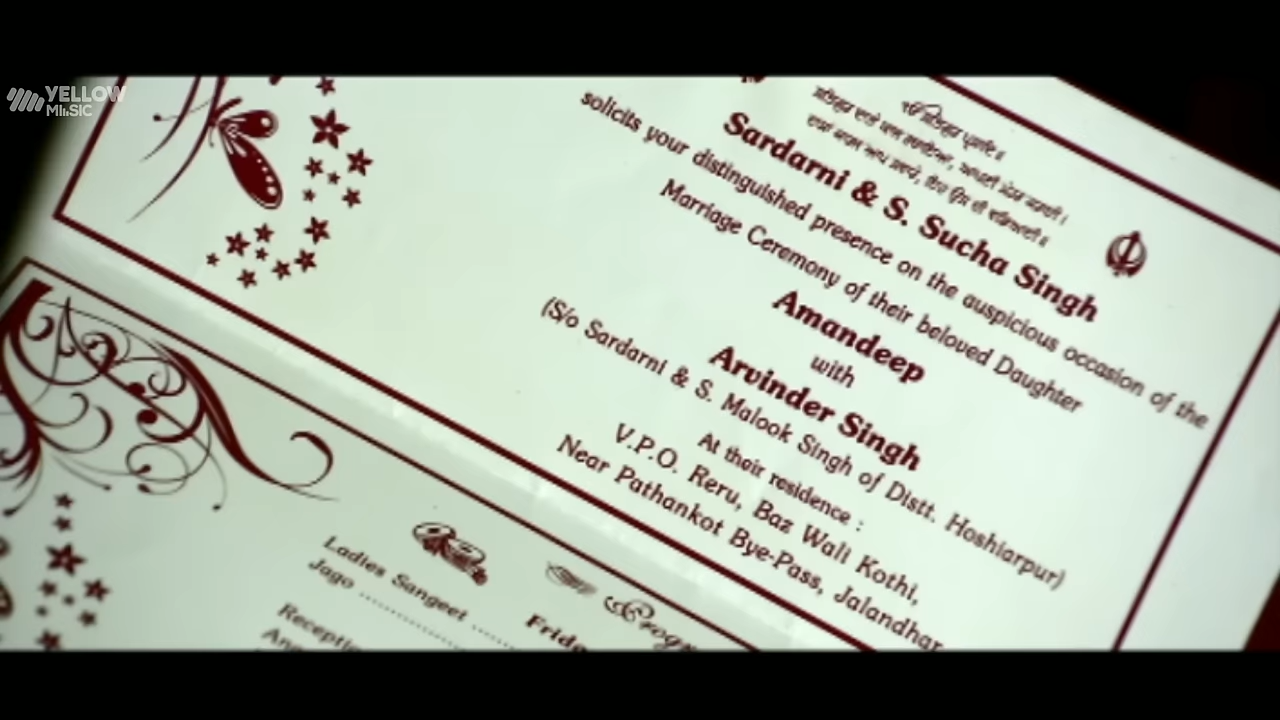 YELLOW
MUSIC
ੴ ਸਤਿਗੁਰ ਪ੍ਰਸਾਦਿ ॥
Sardarni & S. Sucha Singh
solicits your distinguished presence on the auspicious occasion of the
Marriage Ceremony of their beloved Daughter
Amandeep
with
Arvinder Singh
(S/o Sardarni & S. Malook Singh of Distt. Hoshiarpur)
At their residence :
V.P.O. Reru, Baz Wali Kothi,
Near Pathankot Bye-Pass, Jalandhar
Ladies Sangeet
Jago